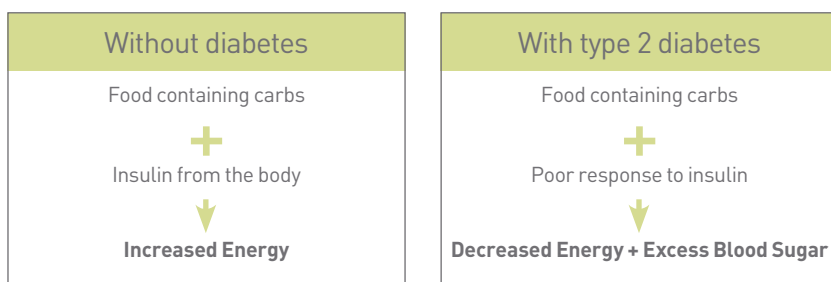 Without diabetes
Food containing carbs
+
Insulin from the body
Increased Energy
With type 2 diabetes
Food containing carbs
+
Poor response to insulin
Decreased Energy + Excess Blood Sugar